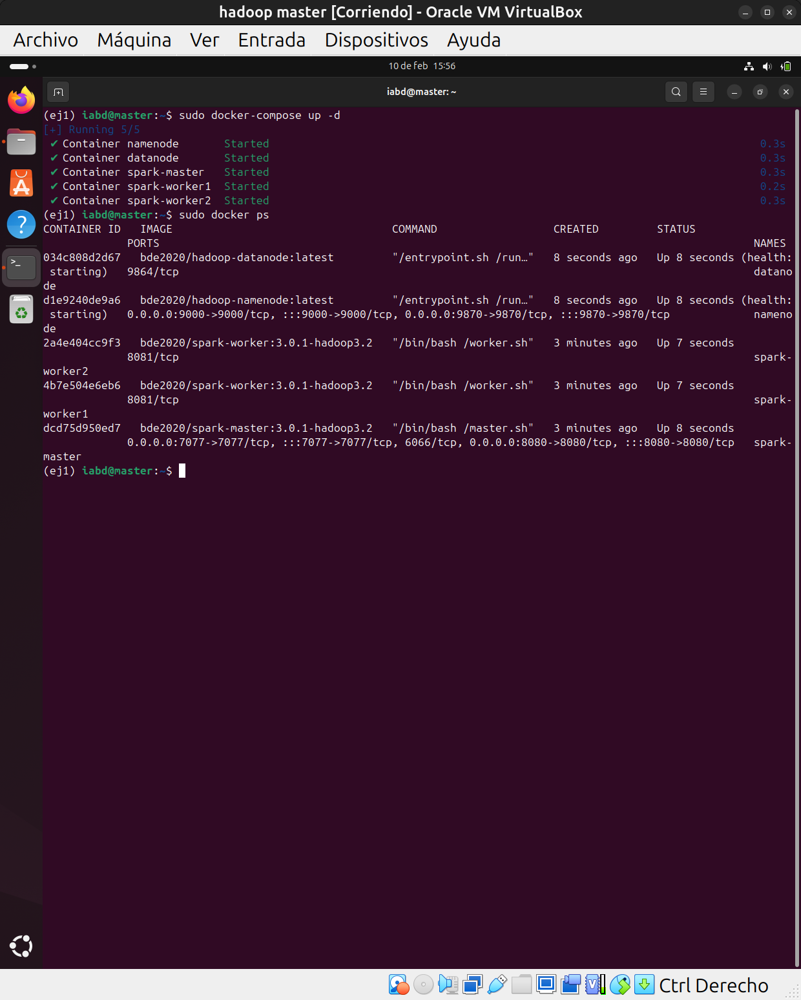 hadoop master [Corriendo] - Oracle VM VirtualBox
Archivo Máquina Ver Entrada Dispositivos Ayuda
10 de feb 15:56
iabd@master: ~
(ej1) iabd@master:~$ sudo docker-compose up -d
[+] Running 5/5
✔ Container namenode Started 0.3s
✔ Container datanode Started 0.3s
✔ Container spark-master Started 0.3s
✔ Container spark-worker1 Started 0.2s
✔ Container spark-worker2 Started 0.3s
(ej1) iabd@master:~$ sudo docker ps
CONTAINER ID IMAGE COMMAND CREATED STATUS
PORTS NAMES
034c808d2d67 bde2020/hadoop-datanode:latest "/entrypoint.sh /run…" 8 seconds ago Up 8 seconds (health:
starting) 9864/tcp datano
de
d1e9240de9a6 bde2020/hadoop-namenode:latest "/entrypoint.sh /run…" 8 seconds ago Up 8 seconds (health:
starting) 0.0.0.0:9000->9000/tcp, :::9000->9000/tcp, 0.0.0.0:9870->9870/tcp, :::9870->9870/tcp nameno
de
2a4e404cc9f3 bde2020/spark-worker:3.0.1-hadoop3.2 "/bin/bash /worker.sh" 3 minutes ago Up 7 seconds
8081/tcp spark-
worker2
4b7e504e6eb6 bde2020/spark-worker:3.0.1-hadoop3.2 "/bin/bash /worker.sh" 3 minutes ago Up 7 seconds
8081/tcp spark-
worker1
dcd75d950ed7 bde2020/spark-master:3.0.1-hadoop3.2 "/bin/bash /master.sh" 3 minutes ago Up 8 seconds
0.0.0.0:7077->7077/tcp, :::7077->7077/tcp, 6066/tcp, 0.0.0.0:8080->8080/tcp, :::8080->8080/tcp spark-
master
(ej1) iabd@master:~$
Ctrl Derecho